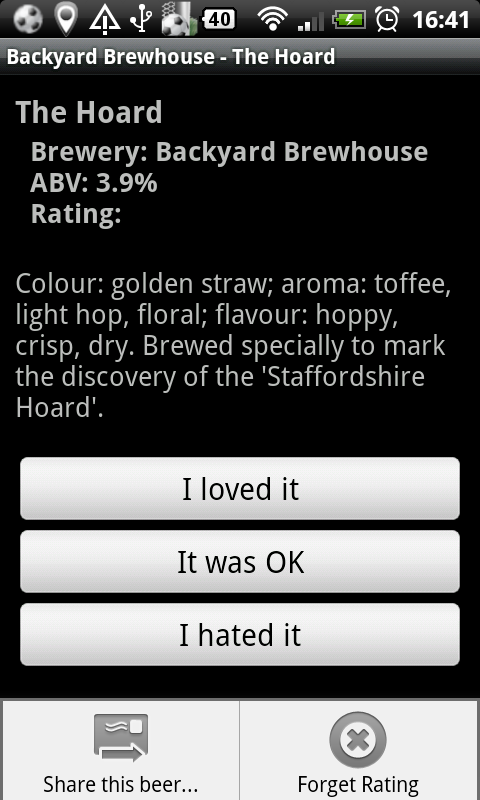 40 16:41
Backyard Brewhouse - The Hoard
The Hoard
Brewery: Backyard Brewhouse
ABV: 3.9%
Rating:
Colour: golden straw; aroma: toffee,
light hop, floral; flavour: hoppy,
crisp, dry. Brewed specially to mark
the discovery of the 'Staffordshire
Hoard'.
I loved it
It was OK
I hated it
Share this beer... Forget Rating